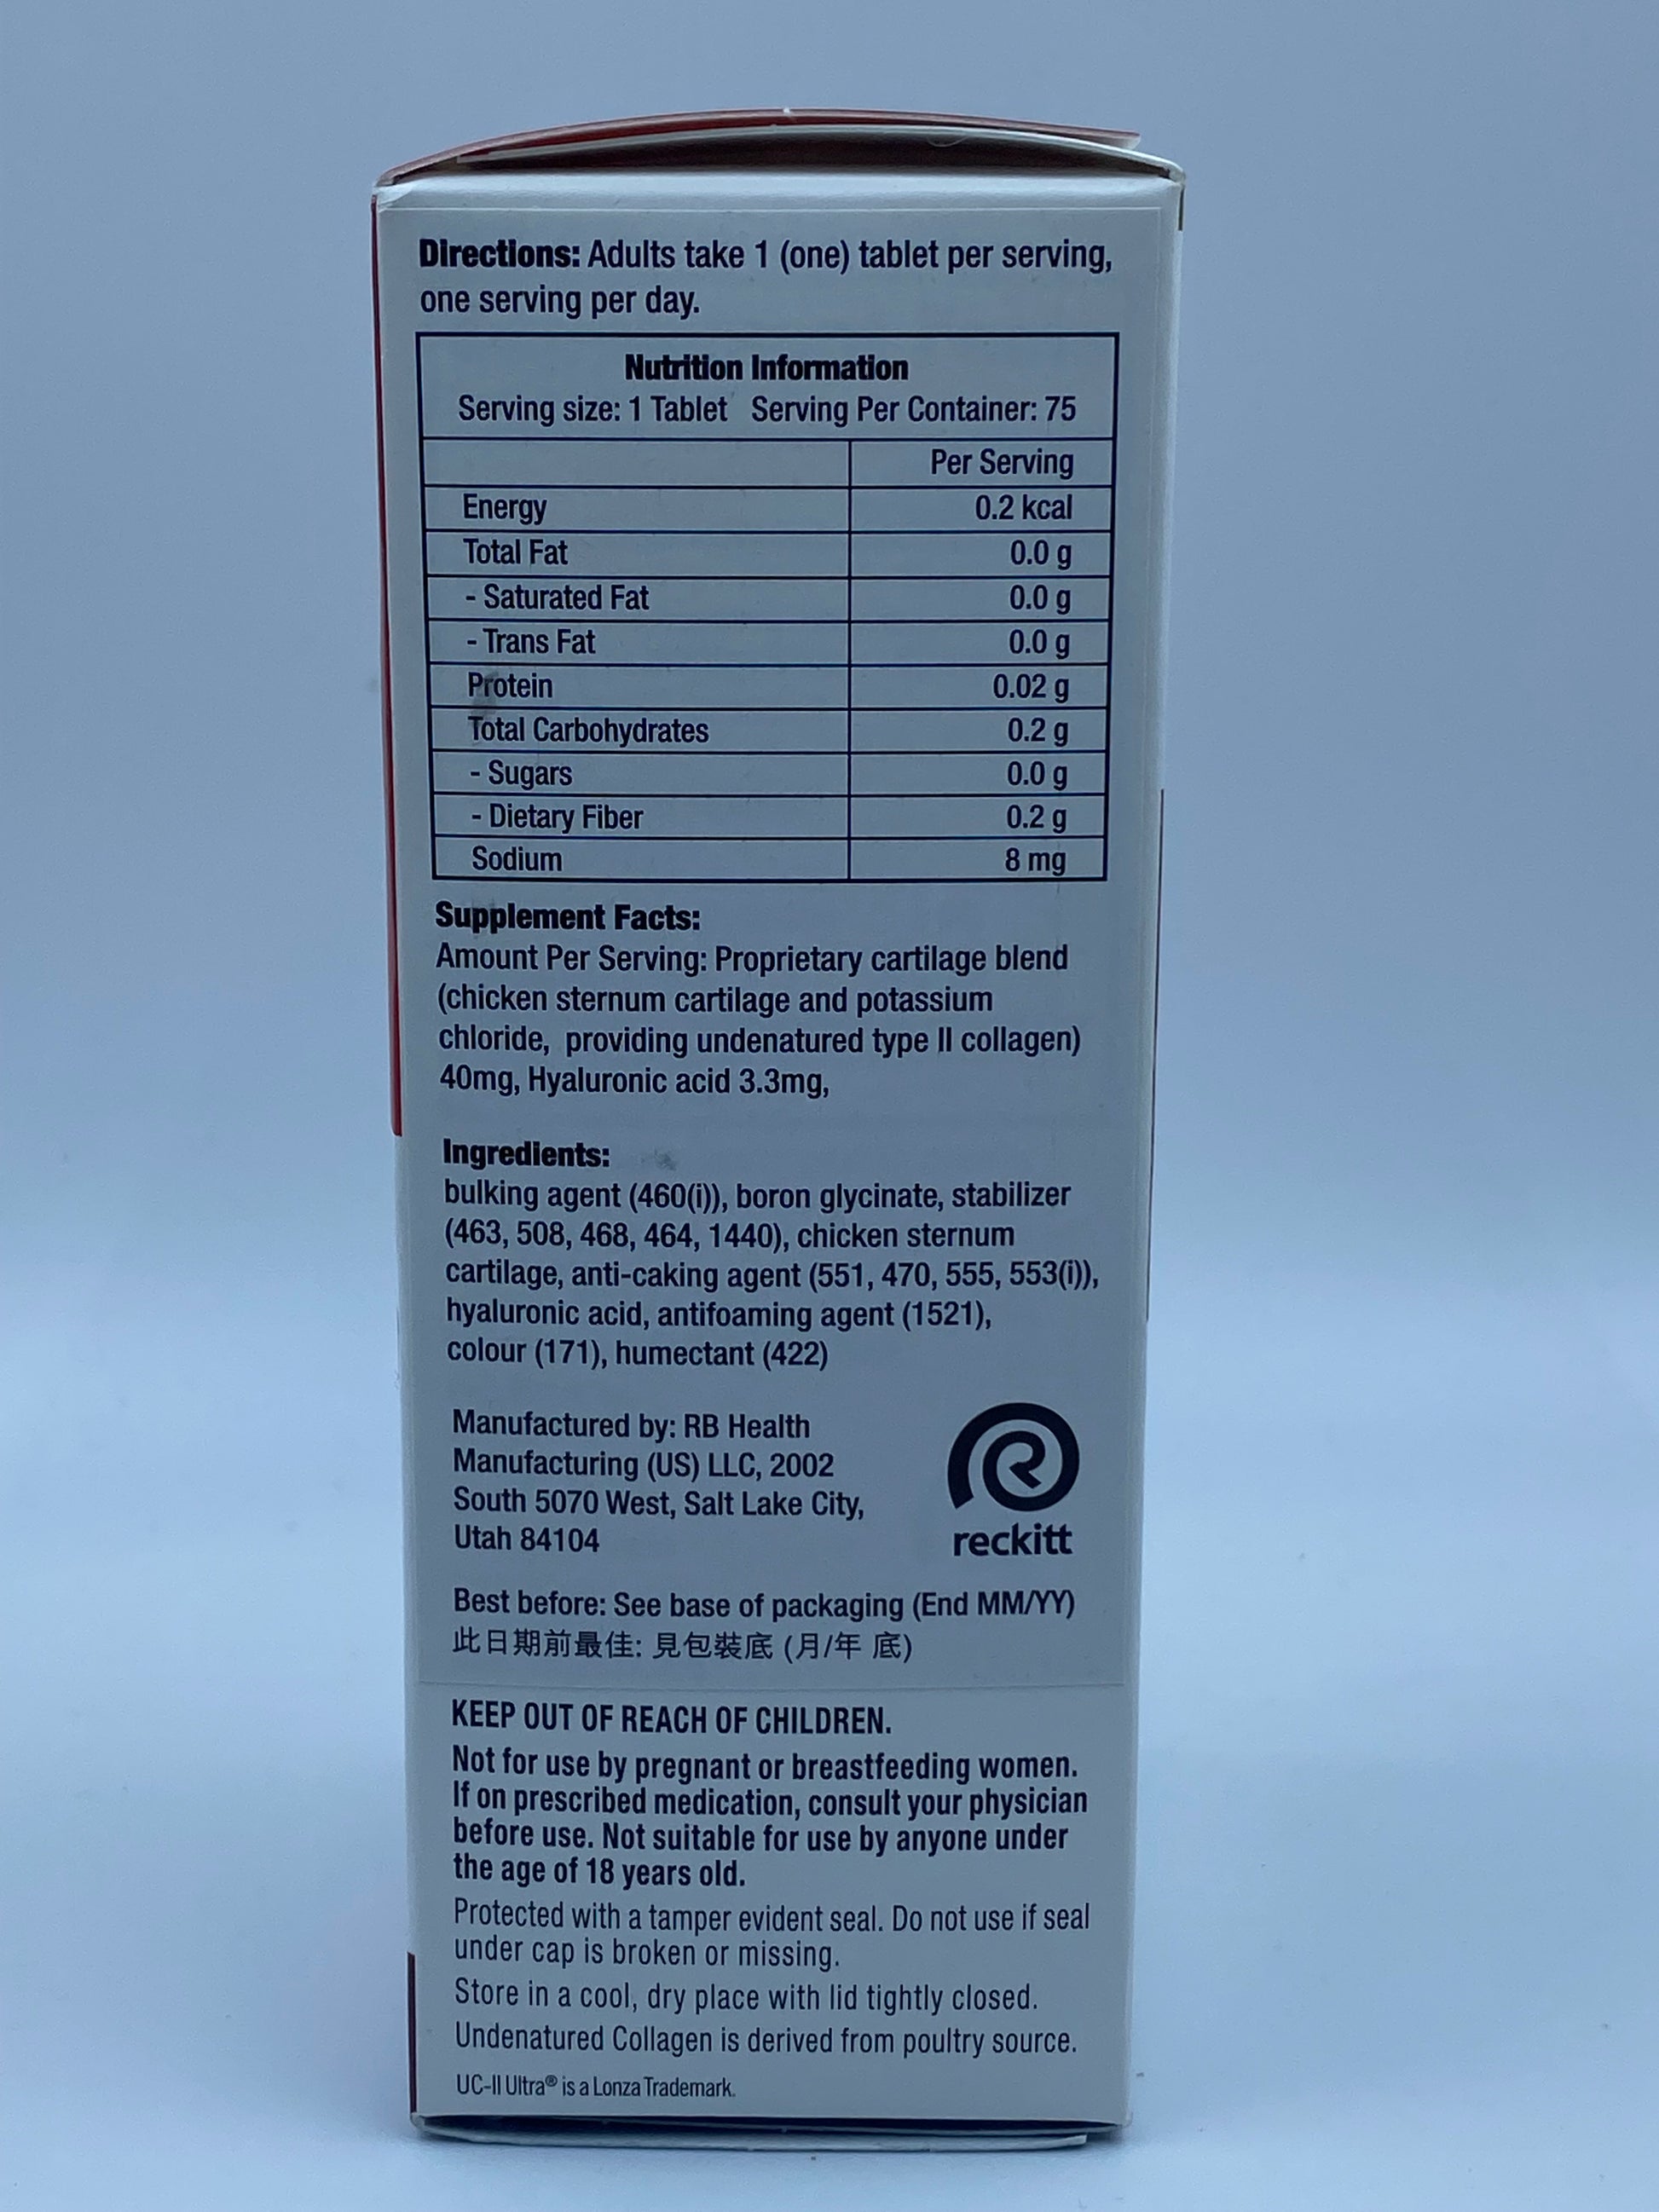 Directions: Adults take 1 (one) tablet per serving,
one serving per day.
Nutrition Information
Serving size: 1 Tablet Serving Per Container: 75
Per Serving
Energy 0.2 kcal
Total Fat 0.0 g
- Saturated Fat 0.0 g
- Trans Fat 0.0 g
Protein 0.02 g
Total Carbohydrates 0.2 g
- Sugars 0.0 g
- Dietary Fiber 0.2 g
Sodium 8 mg
Supplement Facts:
Amount Per Serving: Proprietary cartilage blend
(chicken sternum cartilage and potassium
chloride, providing undenatured type II collagen)
40mg, Hyaluronic acid 3.3mg,
Ingredients:
bulking agent (460(i)), boron glycinate, stabilizer
(463, 508, 468, 464, 1440), chicken sternum
cartilage, anti-caking agent (551, 470, 555, 553(i)),
hyaluronic acid, antifoaming agent (1521),
colour (171), humectant (422)
Manufactured by: RB Health
Manufacturing (US) LLC, 2002
South 5070 West, Salt Lake City,
Utah 84104
reckitt
Best before: See base of packaging (End MM/YY)
此日期前最佳: 見包裝底 (月/年 底)
KEEP OUT OF REACH OF CHILDREN.
Not for use by pregnant or breastfeeding women.
If on prescribed medication, consult your physician
before use. Not suitable for use by anyone under
the age of 18 years old.
Protected with a tamper evident seal. Do not use if seal
under cap is broken or missing.
Store in a cool, dry place with lid tightly closed.
Undenatured Collagen is derived from poultry source.
UC-II Ultra® is a Lonza Trademark.